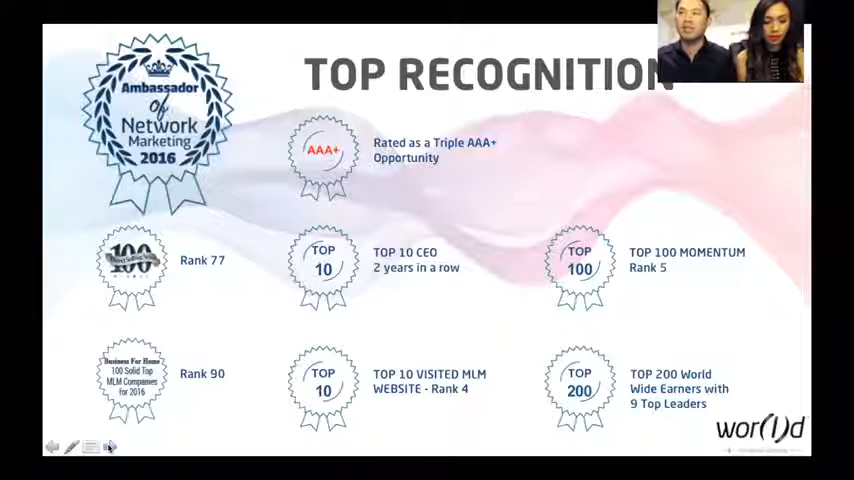 TOP RECOGNITION
Ambassador
Of
Network
Marketing
2016
AAA+
Rated as a Triple AAA+
Opportunity
100
Rank 77
TOP
10
TOP 10 CEO
2 years in a row
TOP
100
TOP 100 MOMENTUM
Rank 5
Business For Home
100 Solid Top
MLM Companies
for 2016
Rank 90
TOP
10
TOP 10 VISITED MLM
WEBSITE - Rank 4
TOP
200
TOP 200 World
Wide Earners with
9 Top Leaders
wor(l)d